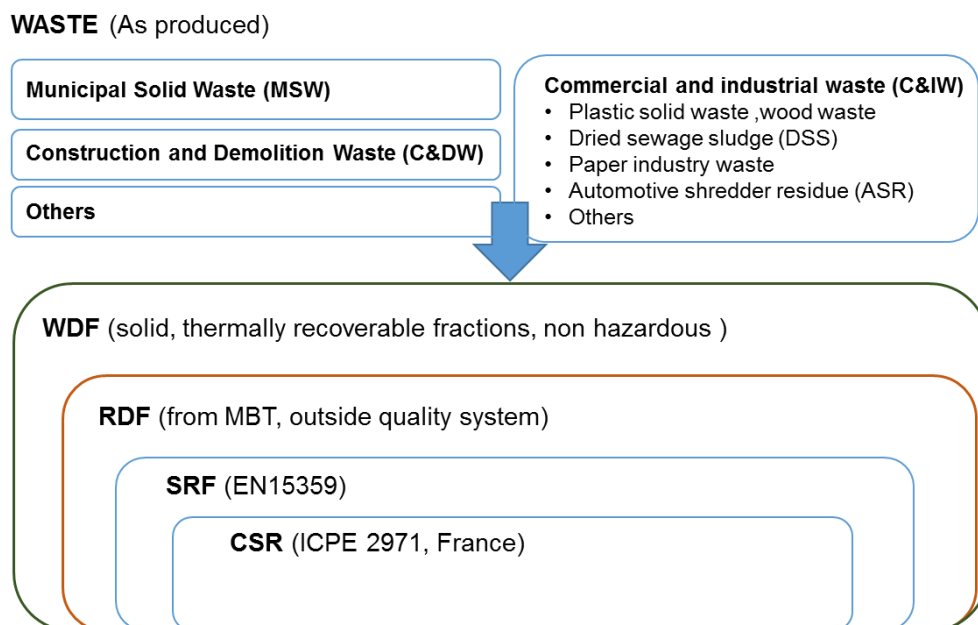 WASTE (As produced)
Municipal Solid Waste (MSW)
Construction and Demolition Waste (C&DW)
Others
Commercial and industrial waste (C&IW)
• Plastic solid waste ,wood waste
• Dried sewage sludge (DSS)
• Paper industry waste
• Automotive shredder residue (ASR)
• Others
WDF (solid, thermally recoverable fractions, non hazardous )
RDF (from MBT, outside quality system)
SRF (EN15359)
CSR (ICPE 2971, France)